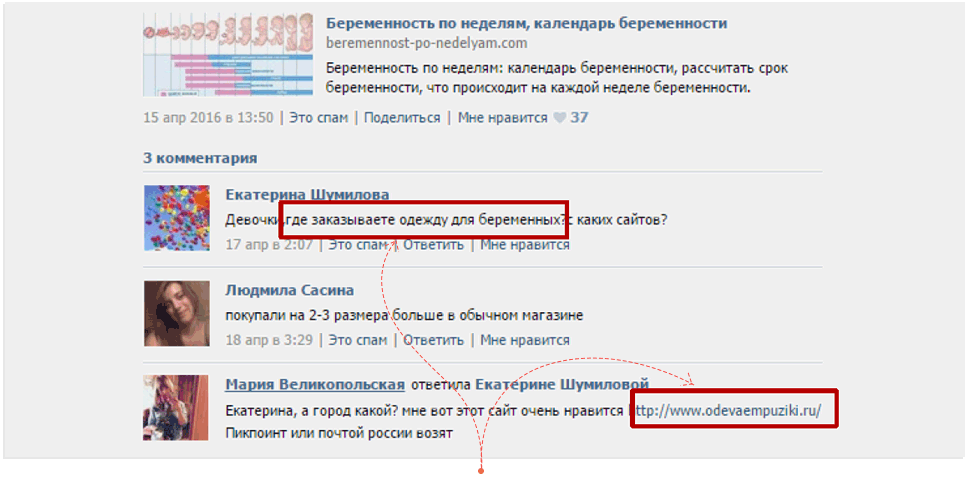 Беременность по неделям, календарь беременности
beremennost-po-nedelyam.com
Беременность по неделям: календарь беременности, рассчитать срок
беременности, что происходит на каждой неделе беременности.
15 апр 2016 в 13:50 | Это спам | Поделиться | Мне нравится 37
3 комментария
Екатерина Шумилова
Девочки,где заказываете одежду для беременных?с каких сайтов?
17 апр в 2:07 | Это спам | Ответить | Мне нравится
Людмила Сасина
покупали на 2-3 размера больше в обычном магазине
18 апр в 3:29 | Это спам | Ответить | Мне нравится
Мария Великопольская ответила Екатерине Шумиловой
Екатерина, а город какой? мне вот этот сайт очень нравится http://www.odevaempuziki.ru/
Пикпоинт или почтой россии возят